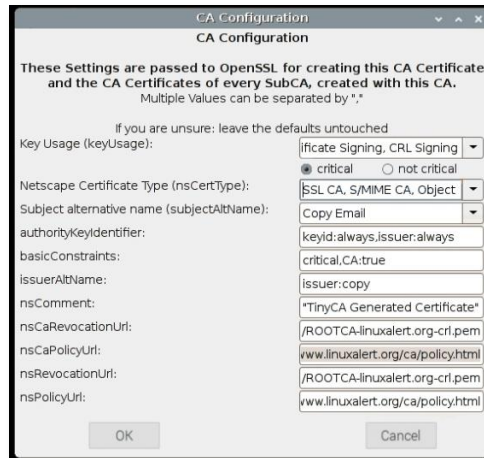 CA Configuration
CA Configuration
These Settings are passed to OpenSSL for creating this CA Certificate
and the CA Certificates of every SubCA, created with this CA.
Multiple Values can be separated by ","
If you are unsure: leave the defaults untouched
Key Usage (keyUsage): ificate Signing, CRL Signing
critical not critical
Netscape Certificate Type (nsCertType): SSL CA, S/MIME CA, Object
Subject alternative name (subjectAltName): Copy Email
authorityKeyIdentifier: keyid:always,issuer:always
basicConstraints: critical,CA:true
issuerAltName: issuer:copy
nsComment: "TinyCA Generated Certificate"
nsCaRevocationUrl: /ROOTCA-linuxalert.org-crl.pem
nsCaPolicyUrl: www.linuxalert.org/ca/policy.html
nsRevocationUrl: /ROOTCA-linuxalert.org-crl.pem
nsPolicyUrl: www.linuxalert.org/ca/policy.html
OK Cancel